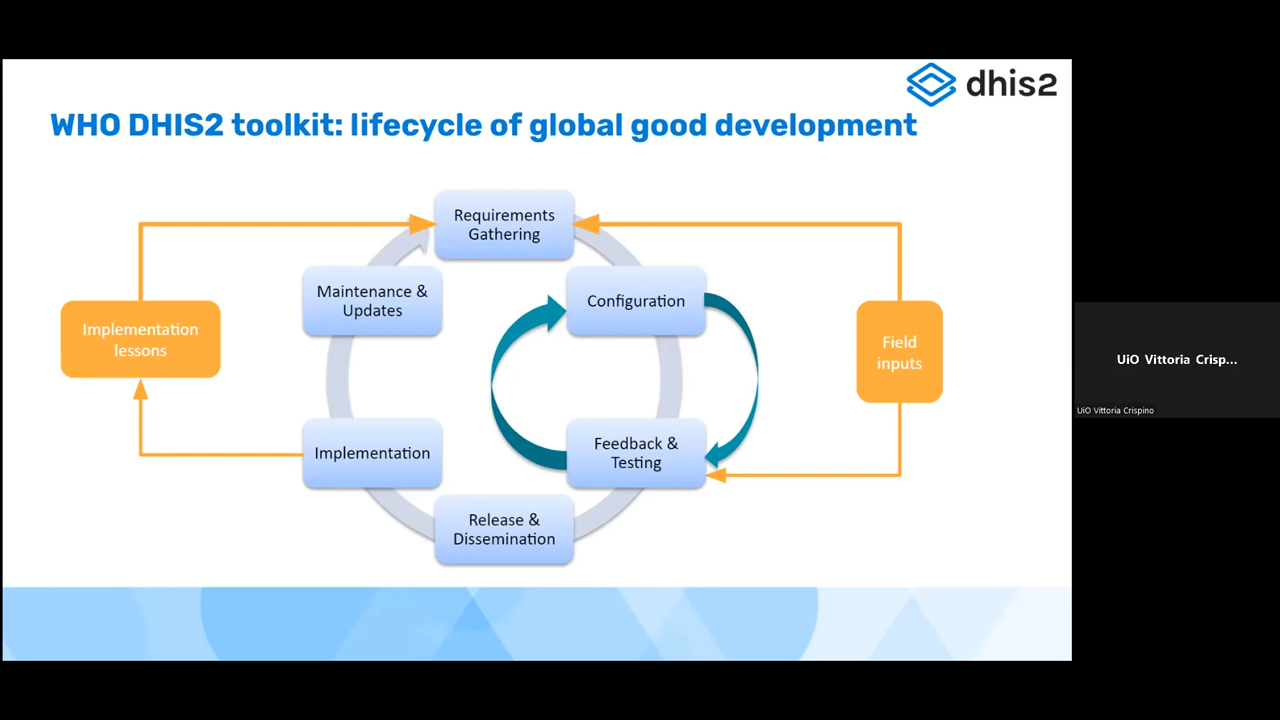 dhis2
WHO DHIS2 toolkit: lifecycle of global good development
Requirements
Gathering
Maintenance &
Updates
Configuration
Implementation
lessons
Field
inputs
Implementation
Feedback &
Testing
Release &
Dissemination
UiO Vittoria Crisp...
UiO Vittoria Crispino